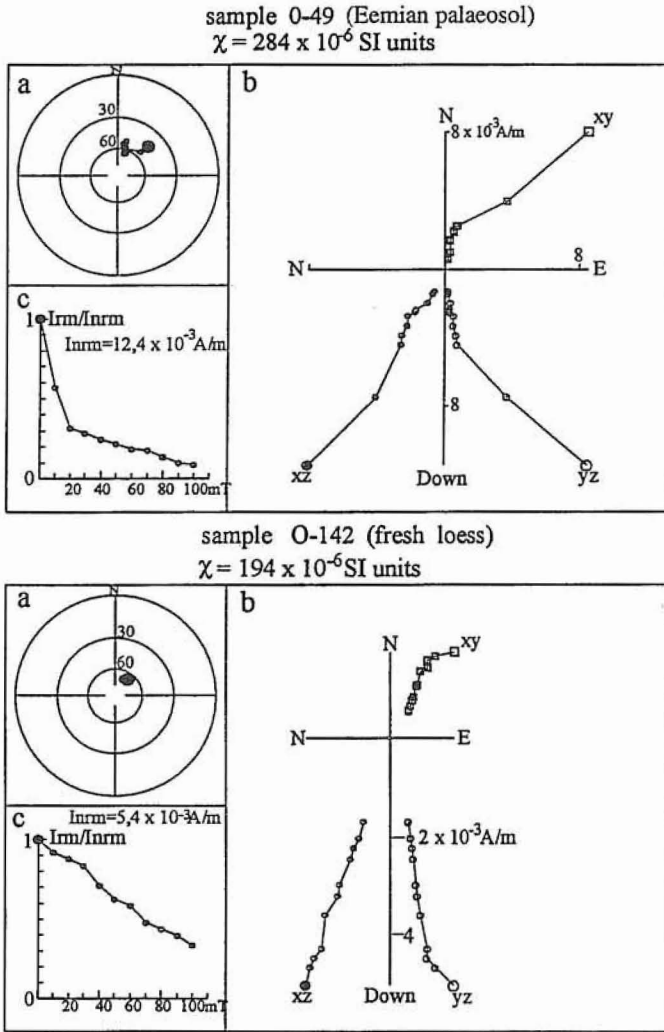 sample 0-49 (Eemian palaeosol)
χ = 284 x 10⁻⁶ SI units
a
N
30
60
b
N
8 x 10⁻³A/m
xy
N
8
E
8
xz
Down
yz
c
1
Irm/Inrm
Inrm=12,4 x 10⁻³A/m
0
20 40 60 80 100mT
sample O-142 (fresh loess)
χ = 194 x 10⁻⁶ SI units
a
N
30
60
b
N
xy
N
E
2 x 10⁻³A/m
4
xz
Down
yz
c
Inrm=5,4 x 10⁻³A/m
1
Irm/Inrm
0
20 40 60 80 100mT